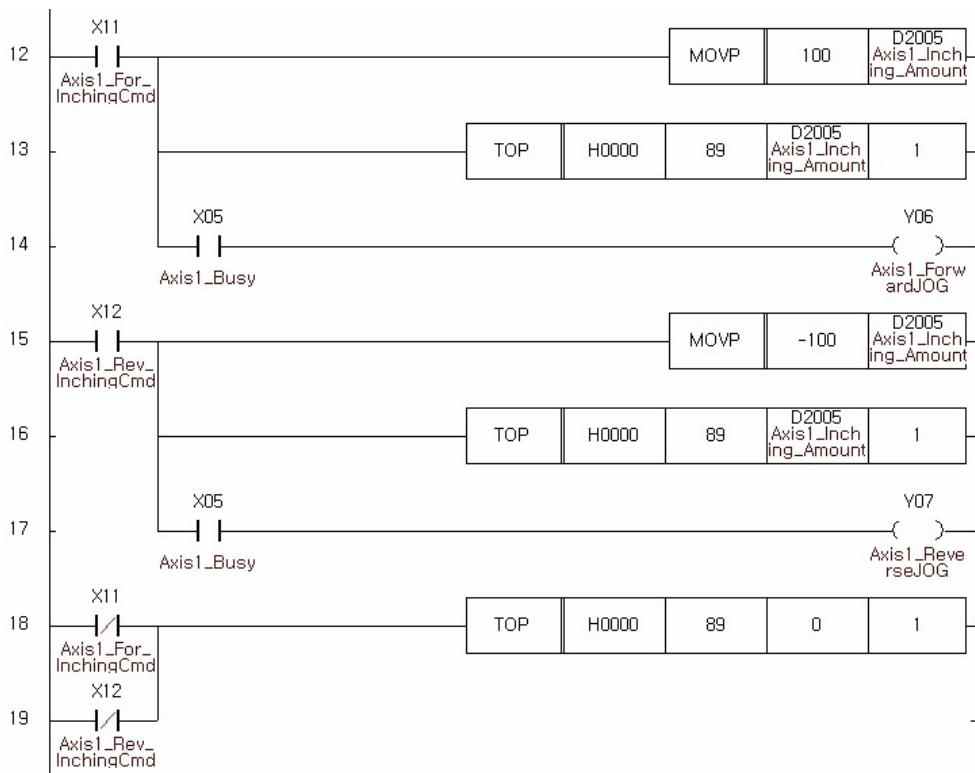 X11
12
MOVP 100 D2005
Axis1_Inch
ing_Amount
Axis1_For_
InchingCmd
13
TOP H0000 89 D2005 1
Axis1_Inch
ing_Amount
X05
Y06
14
Axis1_Busy
Axis1_Forw
ardJOG
X12
15
MOVP -100 D2005
Axis1_Inch
ing_Amount
Axis1_Rev_
InchingCmd
16
TOP H0000 89 D2005 1
Axis1_Inch
ing_Amount
X05
Y07
17
Axis1_Busy
Axis1_Reve
rseJOG
X11
18
TOP H0000 89 0 1
Axis1_For_
InchingCmd
X12
19
Axis1_Rev_
InchingCmd